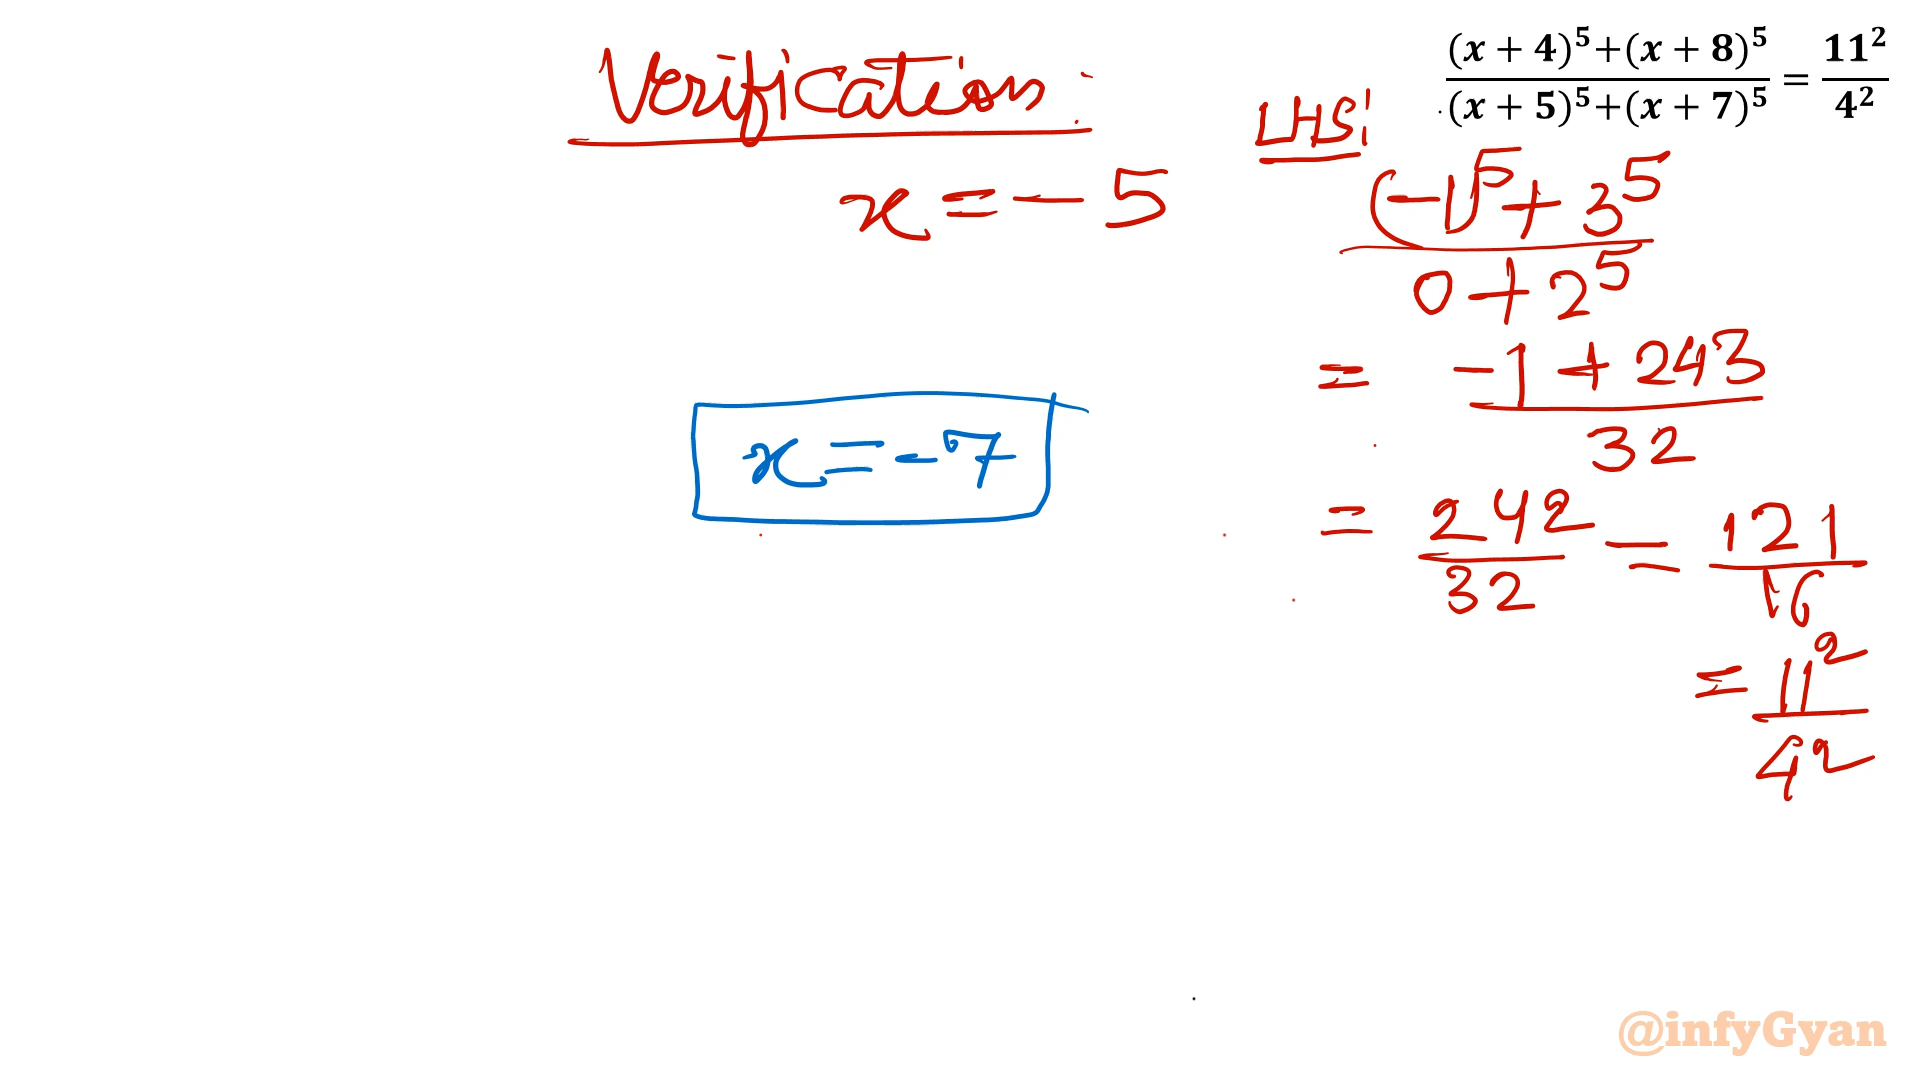 Verification :
x = - 5
x = - 7
(x + 4)⁵+(x + 8)⁵ / (x + 5)⁵+(x + 7)⁵ = 11² / 4²
LHS:
(-1)⁵ + 3⁵ / 0 + 2⁵
= -1 + 243 / 32
= 242 / 32 = 121 / 16
= 11² / 4²
@infyGyan